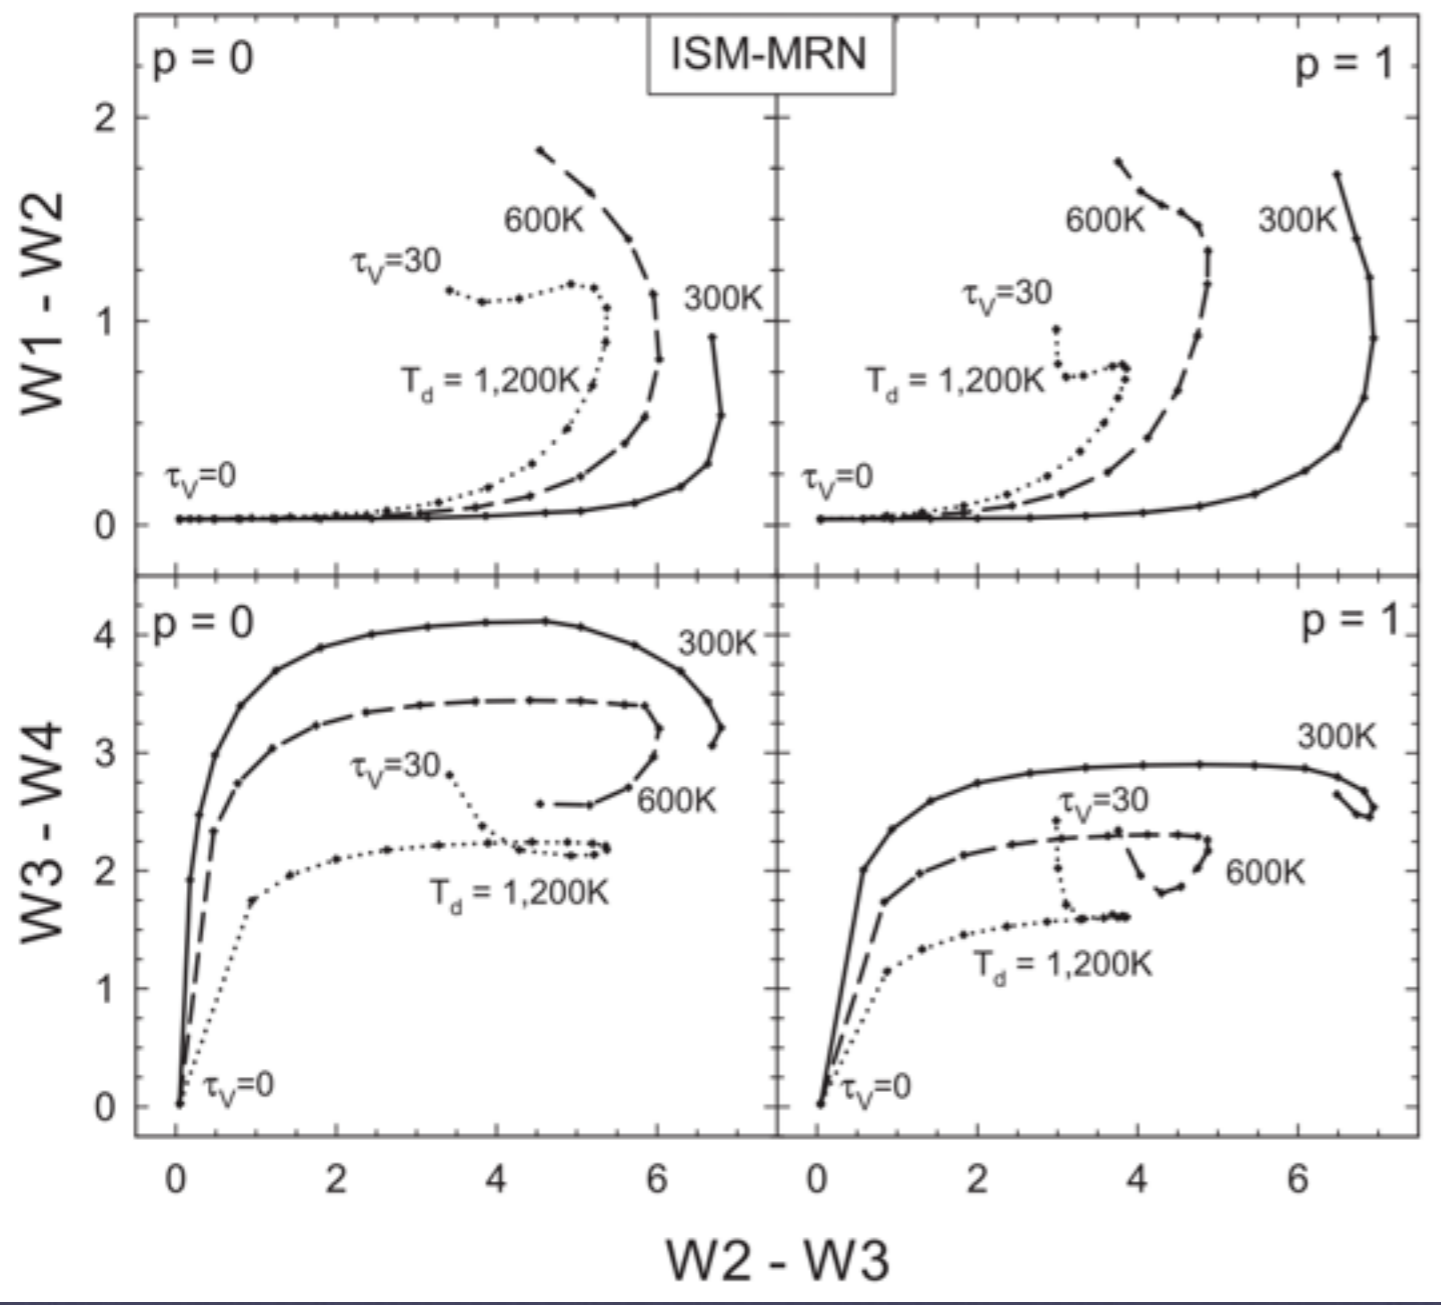 ISM-MRN
p = 0
p = 1
2
1
0
W1 - W2
600K
τV=30
300K
Td = 1,200K
τV=0
600K
300K
τV=30
Td = 1,200K
τV=0
p = 0
p = 1
4
3
2
1
0
W3 - W4
300K
τV=30
600K
Td = 1,200K
τV=0
300K
τV=30
600K
Td = 1,200K
τV=0
0 2 4 6
0 2 4 6
W2 - W3